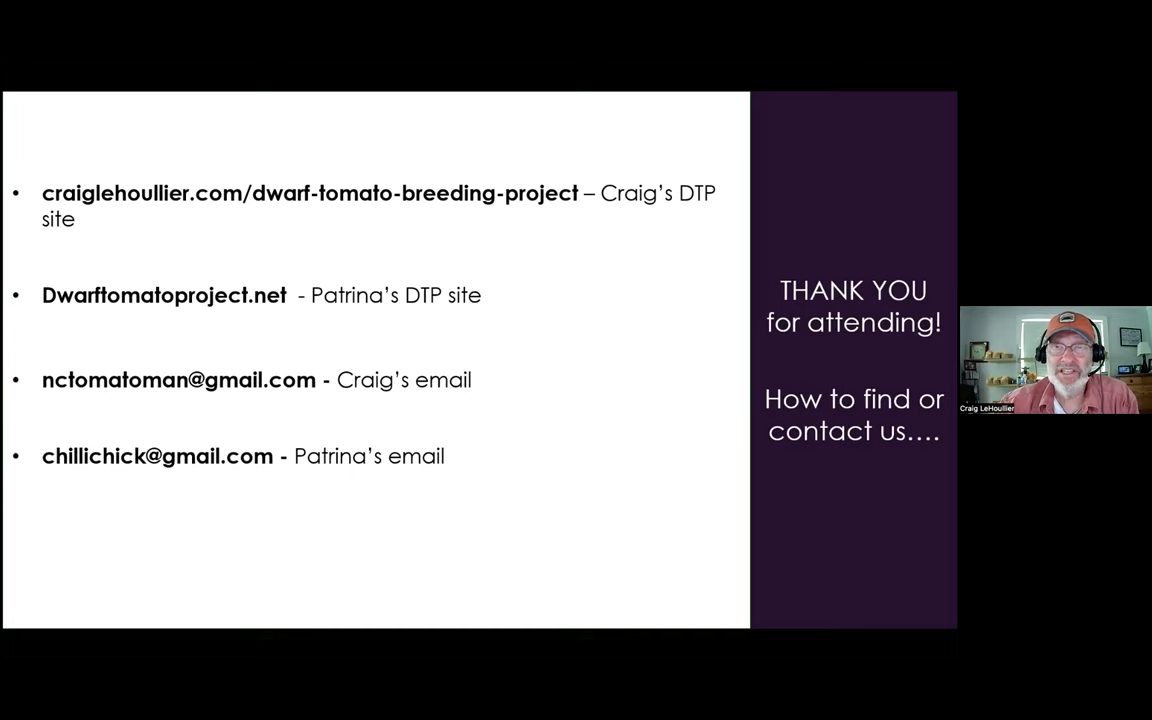 • craiglehoullier.com/dwarf-tomato-breeding-project – Craig’s DTP
site
• Dwarftomatoproject.net - Patrina’s DTP site
• nctomatoman@gmail.com - Craig’s email
• chillichick@gmail.com - Patrina’s email
THANK YOU
for attending!
How to find or
contact us….
Craig LeHoullier